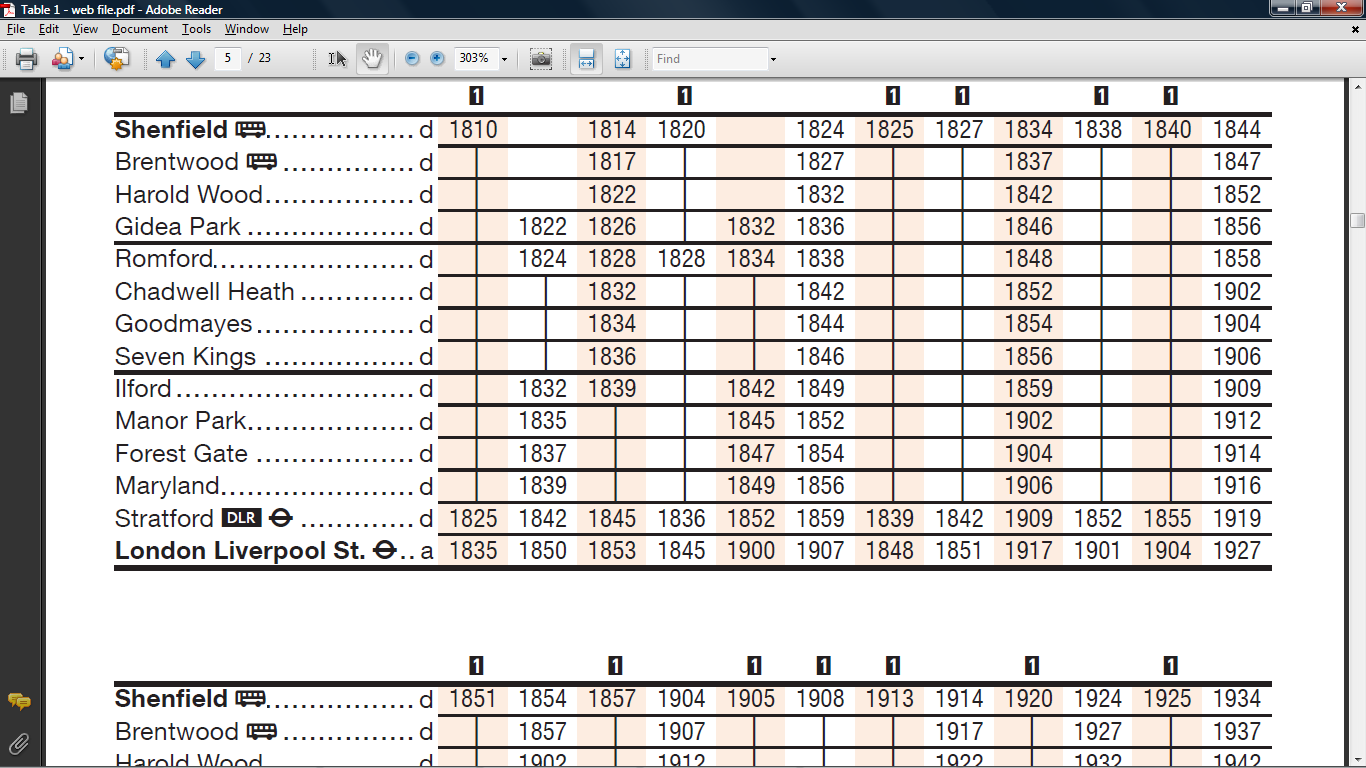 Table 1 - web file.pdf - Adobe Reader
File Edit View Document Tools Window Help
5 / 23 303% Find
1 1 1 1 1 1
Shenfield ................. d 1810 1814 1820 1824 1825 1827 1834 1838 1840 1844
Brentwood ............... d 1817 1827 1837 1847
Harold Wood................. d 1822 1832 1842 1852
Gidea Park ................... d 1822 1826 1832 1836 1846 1856
Romford....................... d 1824 1828 1828 1834 1838 1848 1858
Chadwell Heath ............. d 1832 1842 1852 1902
Goodmayes .................. d 1834 1844 1854 1904
Seven Kings ................. d 1836 1846 1856 1906
Ilford ........................... d 1832 1839 1842 1849 1859 1909
Manor Park................... d 1835 1845 1852 1902 1912
Forest Gate .................. d 1837 1847 1854 1904 1914
Maryland...................... d 1839 1849 1856 1906 1916
Stratford DLR ............. d 1825 1842 1845 1836 1852 1859 1839 1842 1909 1852 1855 1919
London Liverpool St. .. a 1835 1850 1853 1845 1900 1907 1848 1851 1917 1901 1904 1927
1 1 1 1 1 1 1
Shenfield ................. d 1851 1854 1857 1904 1905 1908 1913 1914 1920 1924 1925 1934
Brentwood ............... d 1857 1907 1917 1927 1937
Harold Wood d 1902 1912 1922 1932 1942